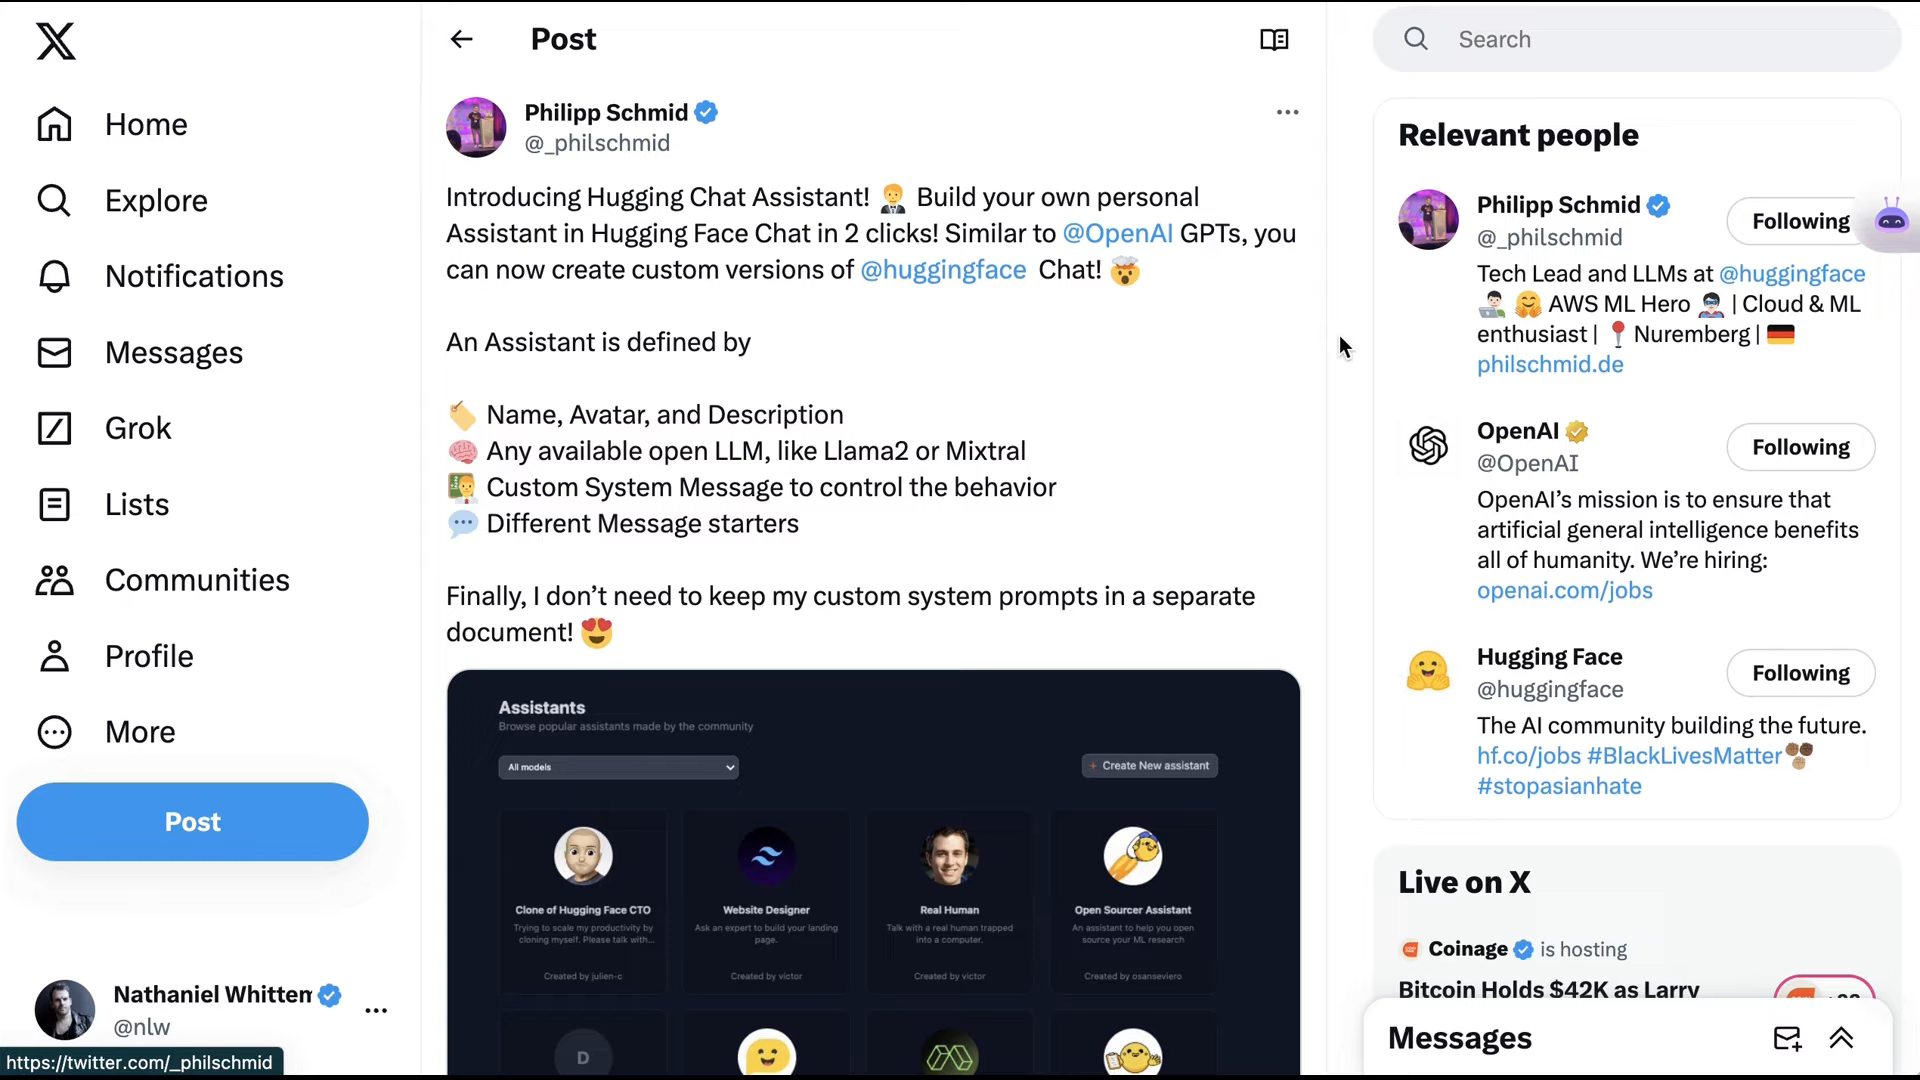 Home
Explore
Notifications
Messages
Grok
Lists
Communities
Profile
More
Post
Nathaniel Whittem
@nlw
https://twitter.com/_philschmid
Post
Philipp Schmid
@_philschmid
Introducing Hugging Chat Assistant! 🤵 Build your own personal
Assistant in Hugging Face Chat in 2 clicks! Similar to @OpenAI GPTs, you
can now create custom versions of @huggingface Chat! 🤯
An Assistant is defined by
🏷️ Name, Avatar, and Description
🧠 Any available open LLM, like Llama2 or Mixtral
👨‍🏫 Custom System Message to control the behavior
💬 Different Message starters
Finally, I don’t need to keep my custom system prompts in a separate
document! 😍
Assistants
Browse popular assistants made by the community
All models
+ Create New assistant
Clone of Hugging Face CTO
Trying to scale my productivity by
cloning myself. Please talk with...
Created by julien-c
Website Designer
Ask an expert to build your landing
page.
Created by victor
Real Human
Talk with a real human trapped
into a computer.
Created by victor
Open Sourcer Assistant
An assistant to help you open
source your ML research
Created by osanseviero
D
Search
Relevant people
Philipp Schmid
@_philschmid
Following
Tech Lead and LLMs at @huggingface
👨🏻‍💻 🤗 AWS ML Hero 🦸🏻 | Cloud & ML
enthusiast | 📍 Nuremberg | 🇩🇪
philschmid.de
OpenAI
@OpenAI
Following
OpenAI’s mission is to ensure that
artificial general intelligence benefits
all of humanity. We’re hiring:
openai.com/jobs
Hugging Face
@huggingface
Following
The AI community building the future.
hf.co/jobs #BlackLivesMatter
#stopasianhate
Live on X
Coinage is hosting
Bitcoin Holds $42K as Larry
Messages